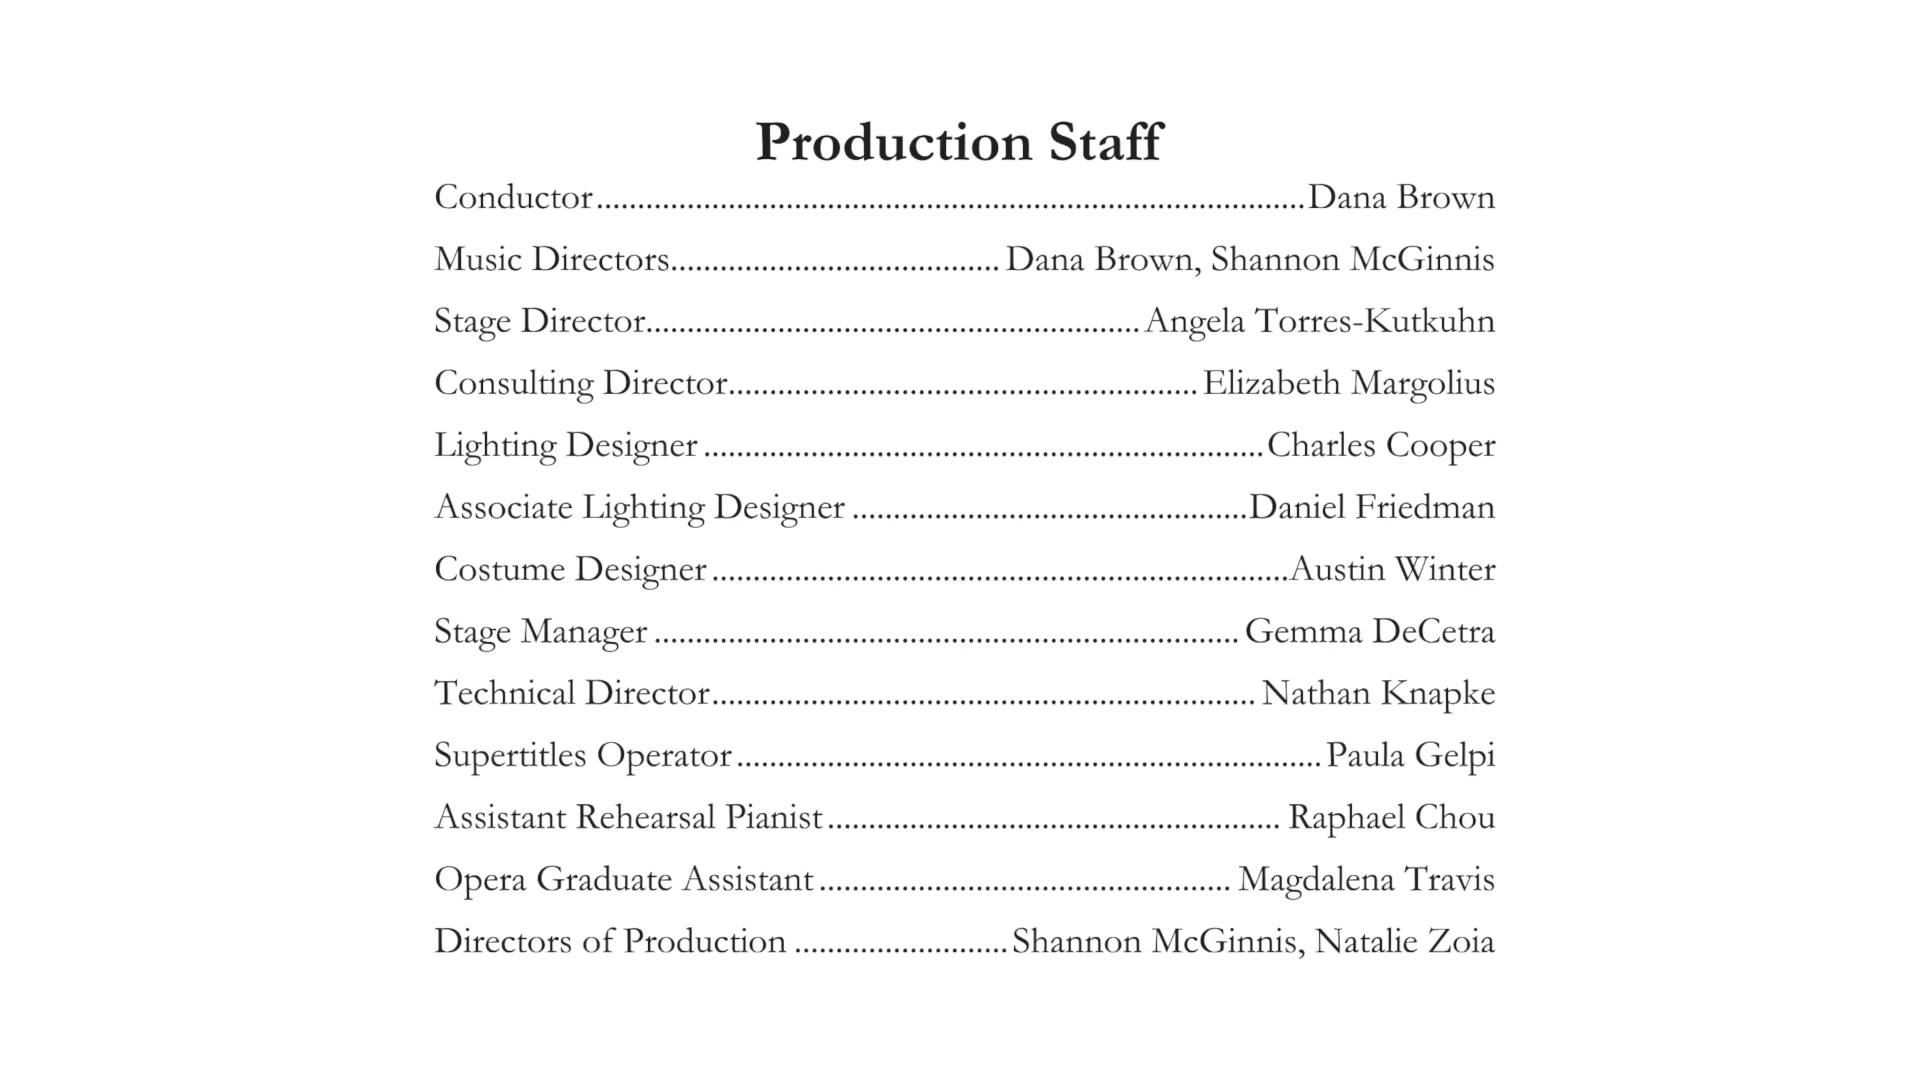 Production Staff
Conductor.......................................................................................Dana Brown
Music Directors........................................Dana Brown, Shannon McGinnis
Stage Director............................................................Angela Torres-Kutkuhn
Consulting Director.........................................................Elizabeth Margolius
Lighting Designer....................................................................Charles Cooper
Associate Lighting Designer................................................Daniel Friedman
Costume Designer......................................................................Austin Winter
Stage Manager.......................................................................Gemma DeCetra
Technical Director..................................................................Nathan Knapke
Supertitles Operator.......................................................................Paula Gelpi
Assistant Rehearsal Pianist.......................................................Raphael Chou
Opera Graduate Assistant..................................................Magdalena Travis
Directors of Production..........................Shannon McGinnis, Natalie Zoia